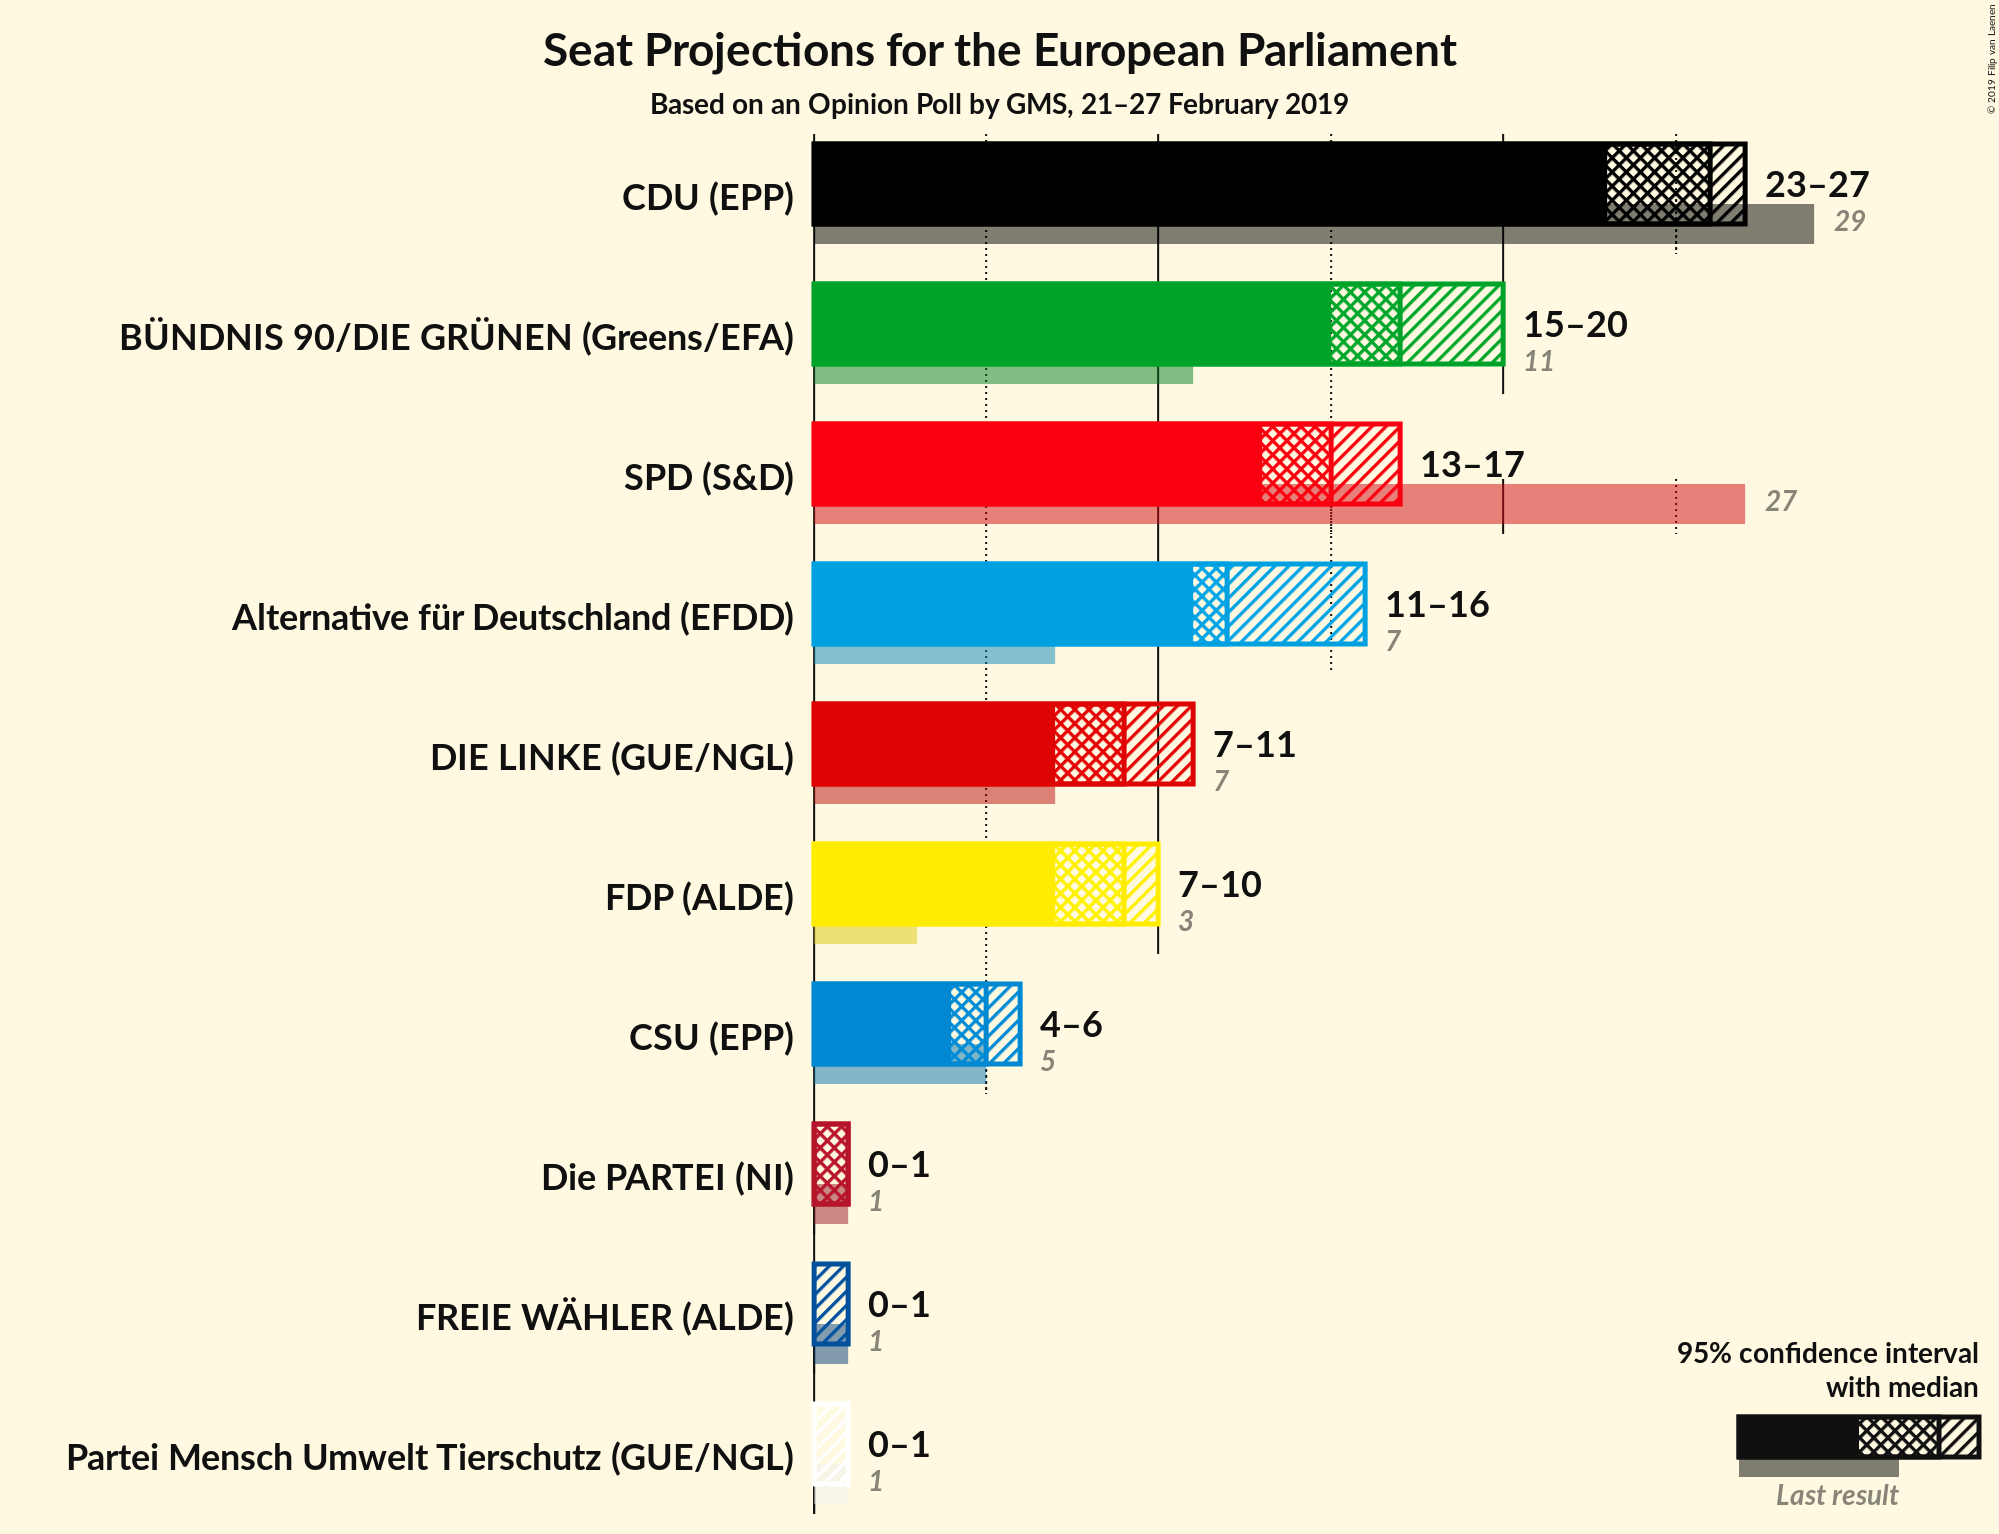 Seat Projections for the European Parliament
Based on an Opinion Poll by GMS, 21–27 February 2019
© 2019 Filip van Laenen
CDU (EPP)
23–27
29
BÜNDNIS 90/DIE GRÜNEN (Greens/EFA)
15–20
11
SPD (S&D)
13–17
27
Alternative für Deutschland (EFDD)
11–16
7
DIE LINKE (GUE/NGL)
7–11
7
FDP (ALDE)
7–10
3
CSU (EPP)
4–6
5
Die PARTEI (NI)
0–1
1
FREIE WÄHLER (ALDE)
0–1
1
Partei Mensch Umwelt Tierschutz (GUE/NGL)
0–1
1
95% confidence interval
with median
Last result